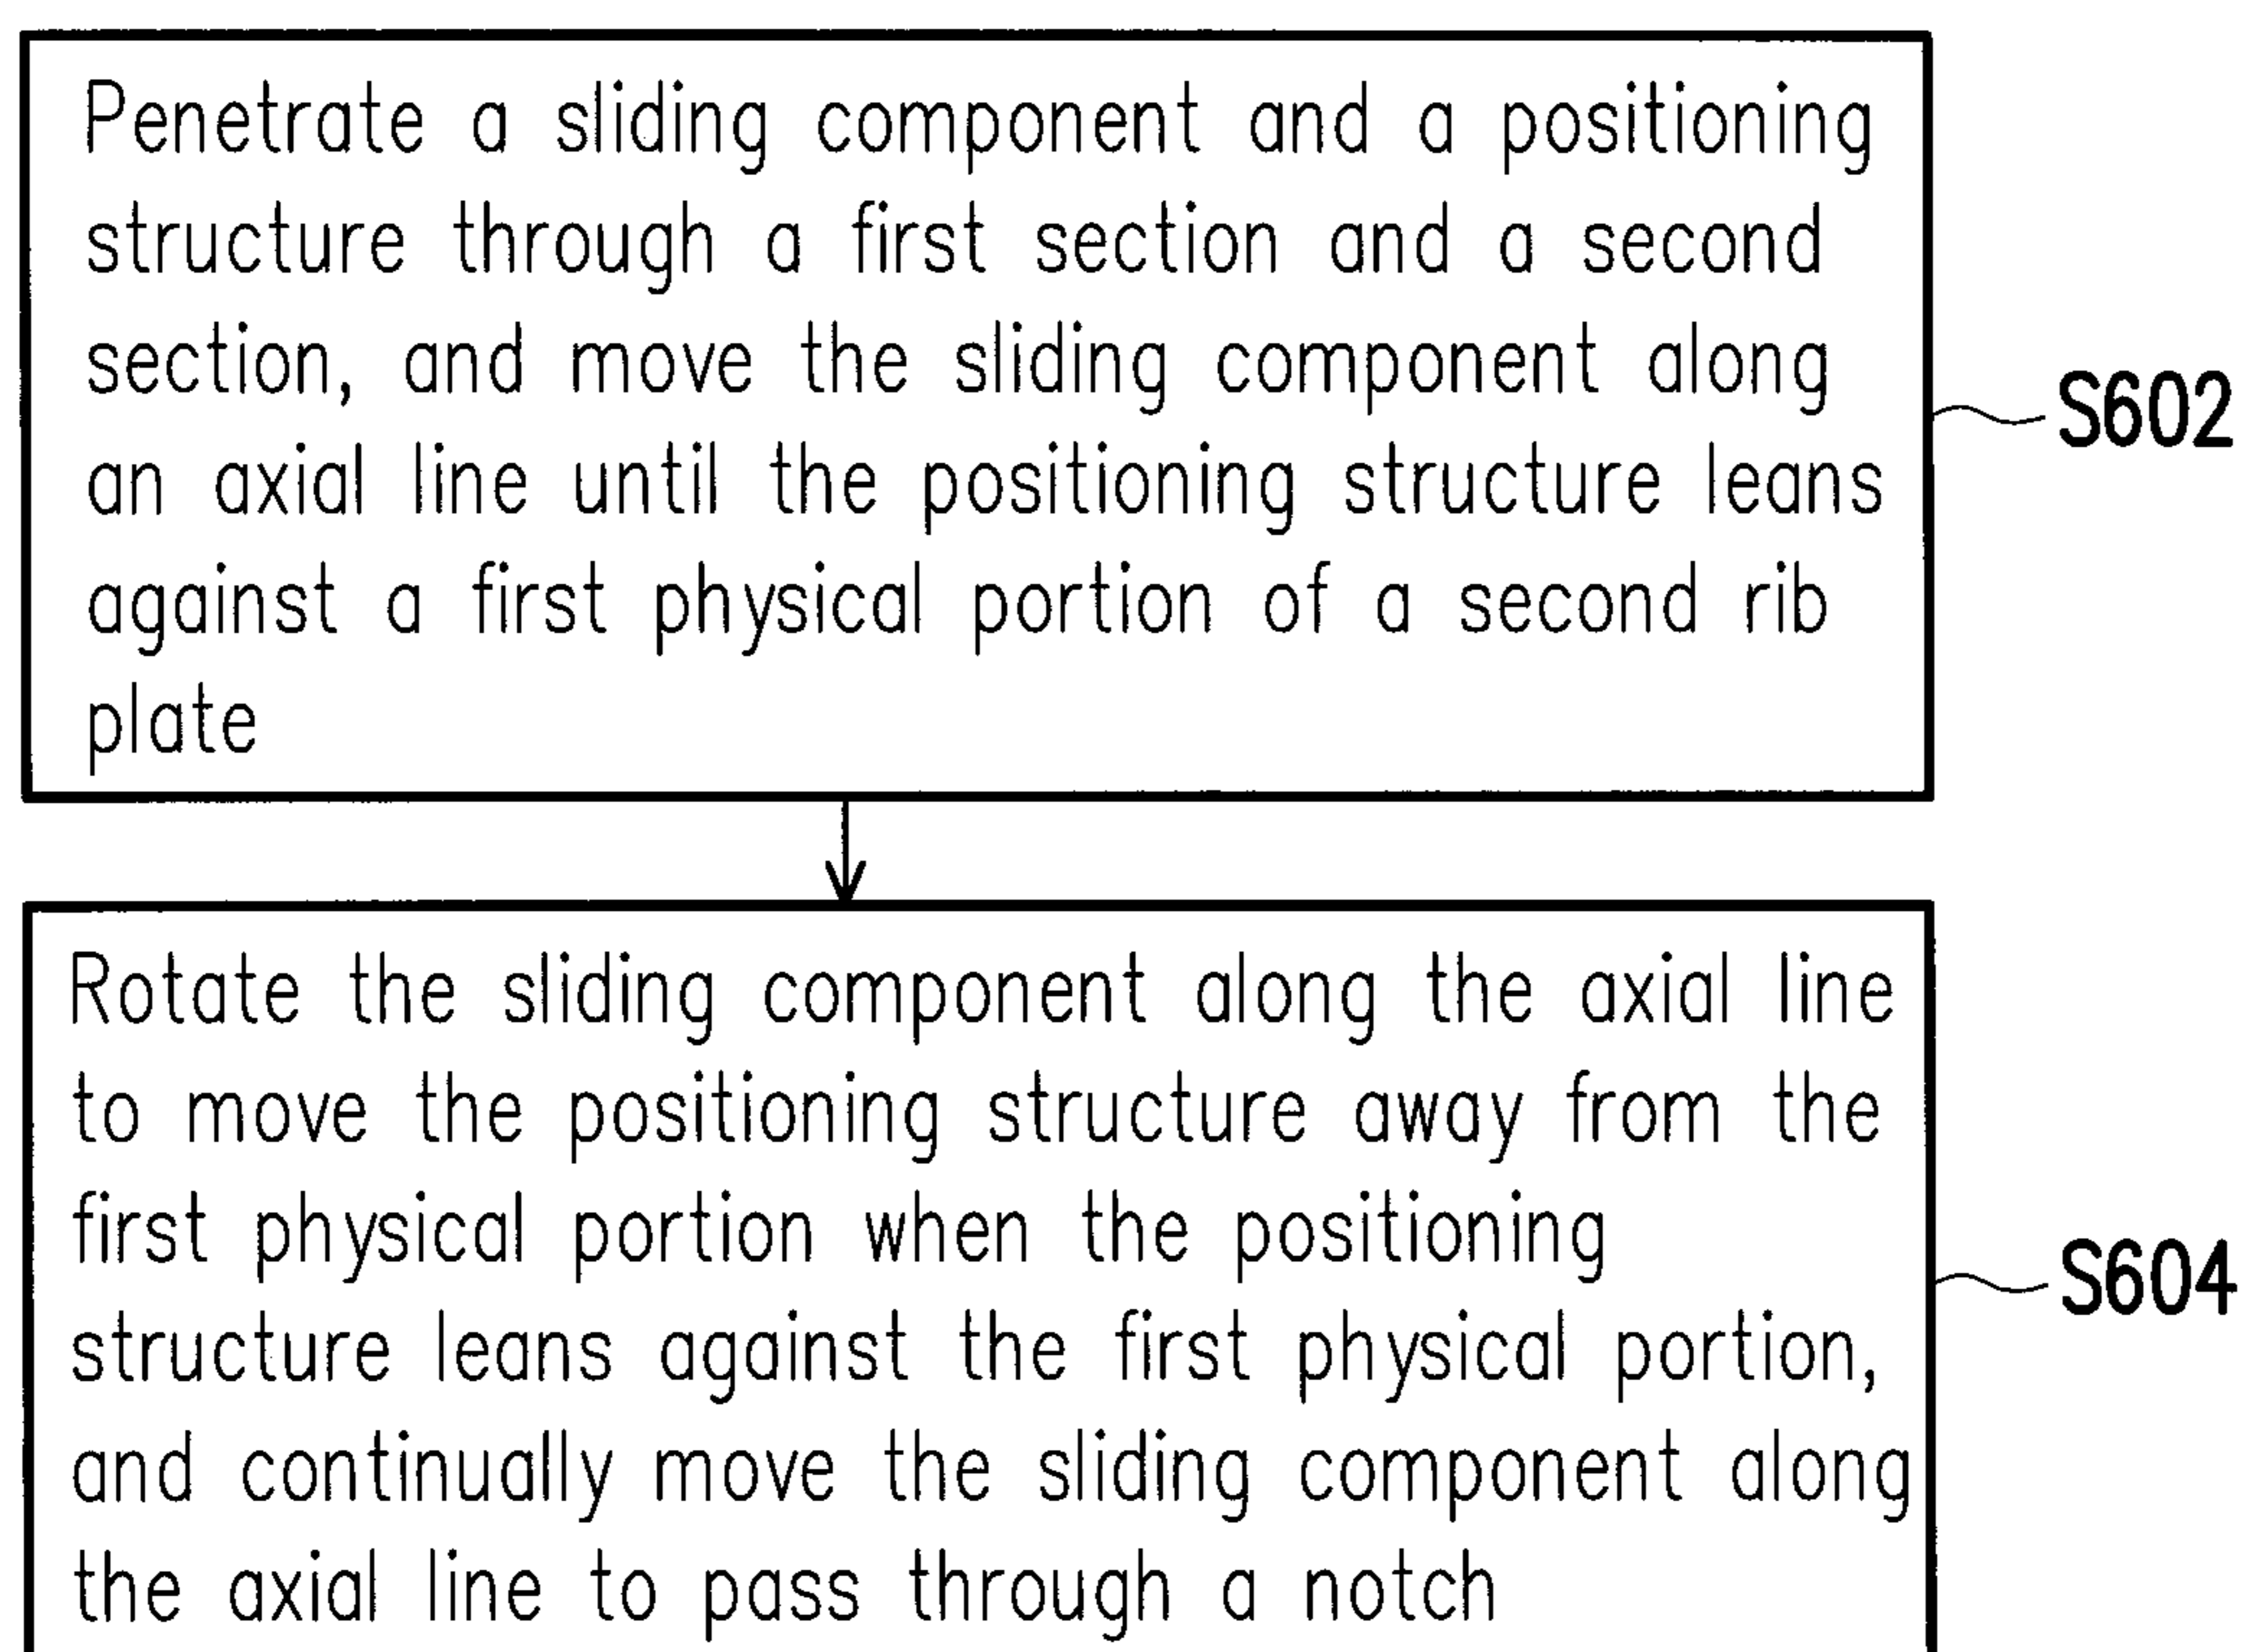 Penetrate a sliding component and a positioning
structure through a first section and a second
section, and move the sliding component along
an axial line until the positioning structure leans
against a first physical portion of a second rib
plate
S602
Rotate the sliding component along the axial line
to move the positioning structure away from the
first physical portion when the positioning
structure leans against the first physical portion,
and continually move the sliding component along
the axial line to pass through a notch
S604